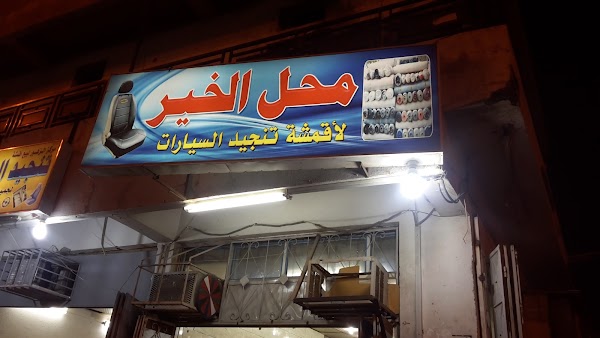 محل الخير
لأقمشة تنجيد السيارات